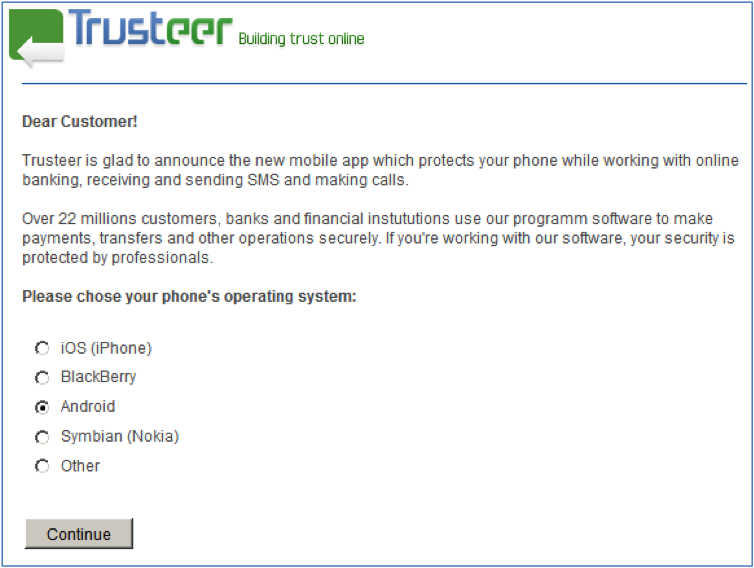 Trusteer Building trust online
Dear Customer!
Trusteer is glad to announce the new mobile app which protects your phone while working with online
banking, receiving and sending SMS and making calls.
Over 22 millions customers, banks and financial instutustions use our programm software to make
payments, transfers and other operations securely. If you're working with our software, your security is
protected by professionals.
Please chose your phone's operating system:
iOS (iPhone)
BlackBerry
Android
Symbian (Nokia)
Other
Continue